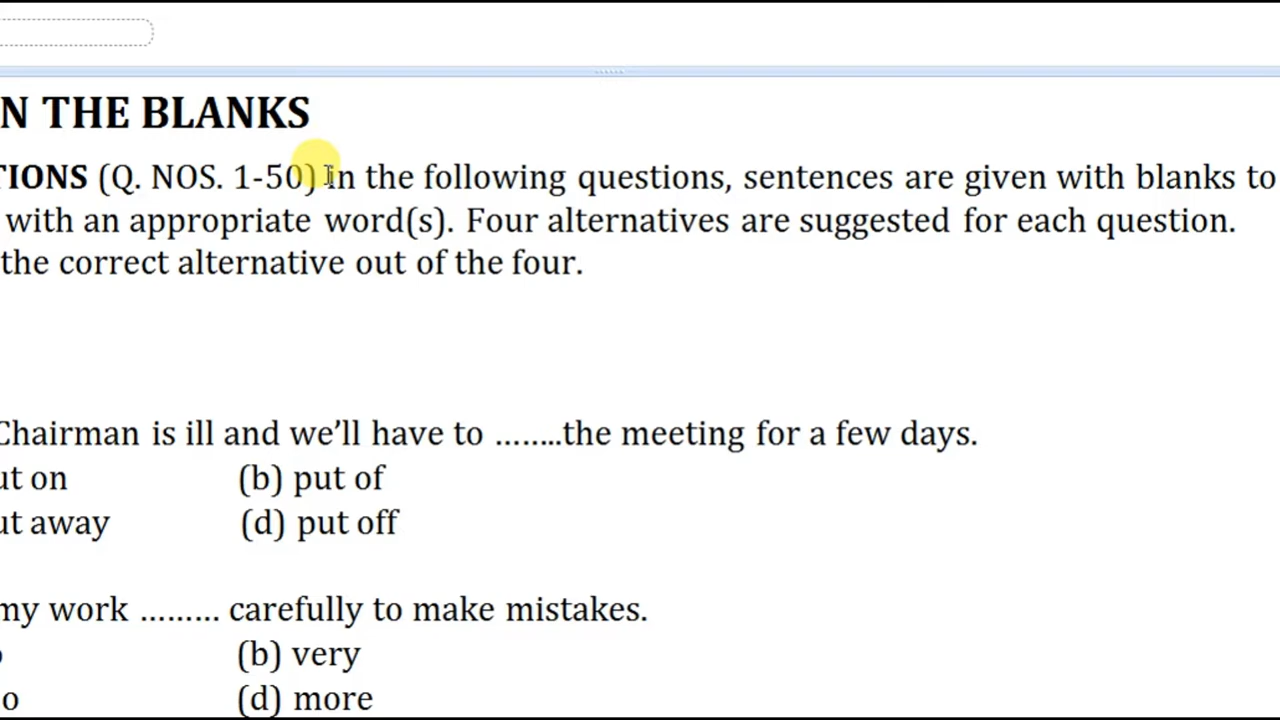 N THE BLANKS
TIONS (Q. NOS. 1-50) In the following questions, sentences are given with blanks to
with an appropriate word(s). Four alternatives are suggested for each question.
the correct alternative out of the four.
Chairman is ill and we'll have to ……..the meeting for a few days.
ut on (b) put of
ut away (d) put off
my work ……… carefully to make mistakes.
o (b) very
o (d) more